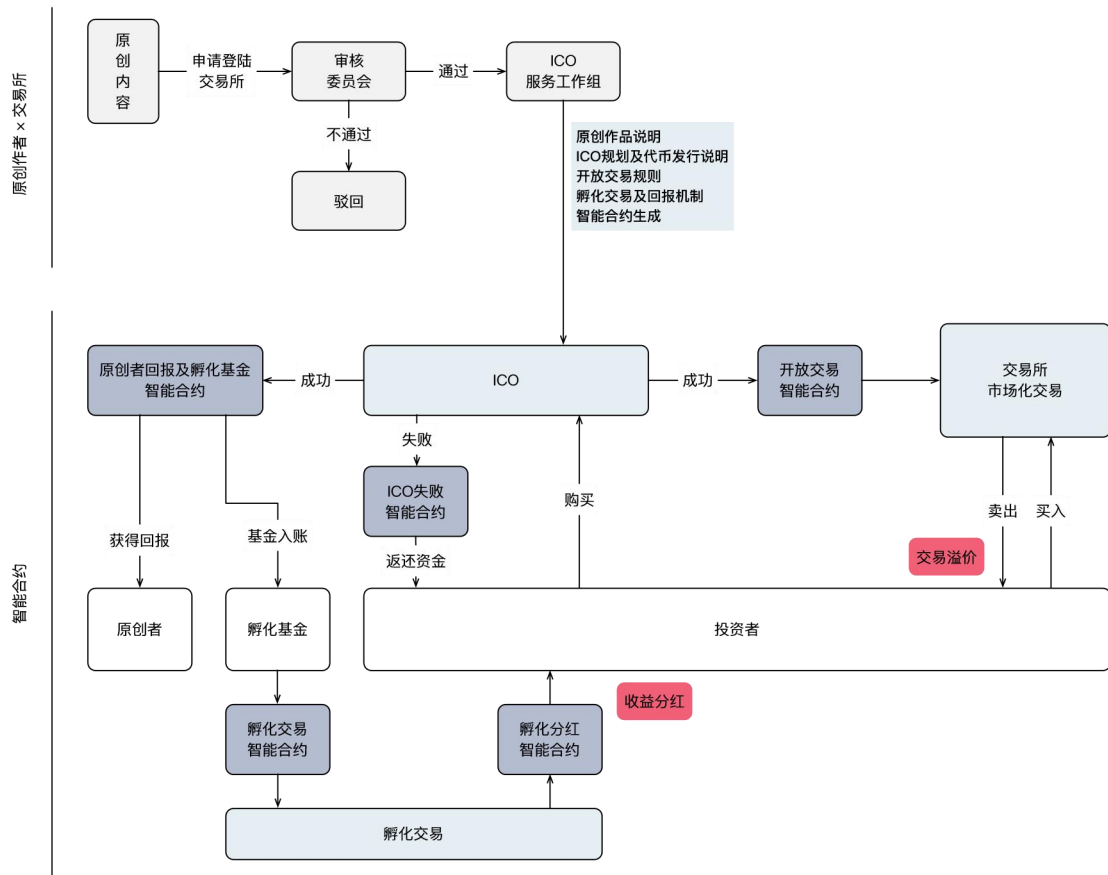 原创作者 × 交易所
原
创
内
容
申请登陆
交易所
审核
委员会
通过
ICO
服务工作组
不通过
驳回
原创作品说明
ICO规划及代币发行说明
开放交易规则
孵化交易及回报机制
智能合约生成
智能合约
原创者回报及孵化基金
智能合约
成功
ICO
成功
开放交易
智能合约
交易所
市场化交易
失败
ICO失败
智能合约
购买
卖出
买入
获得回报
基金入账
返还资金
交易溢价
原创者
孵化基金
投资者
收益分红
孵化交易
智能合约
孵化分红
智能合约
孵化交易